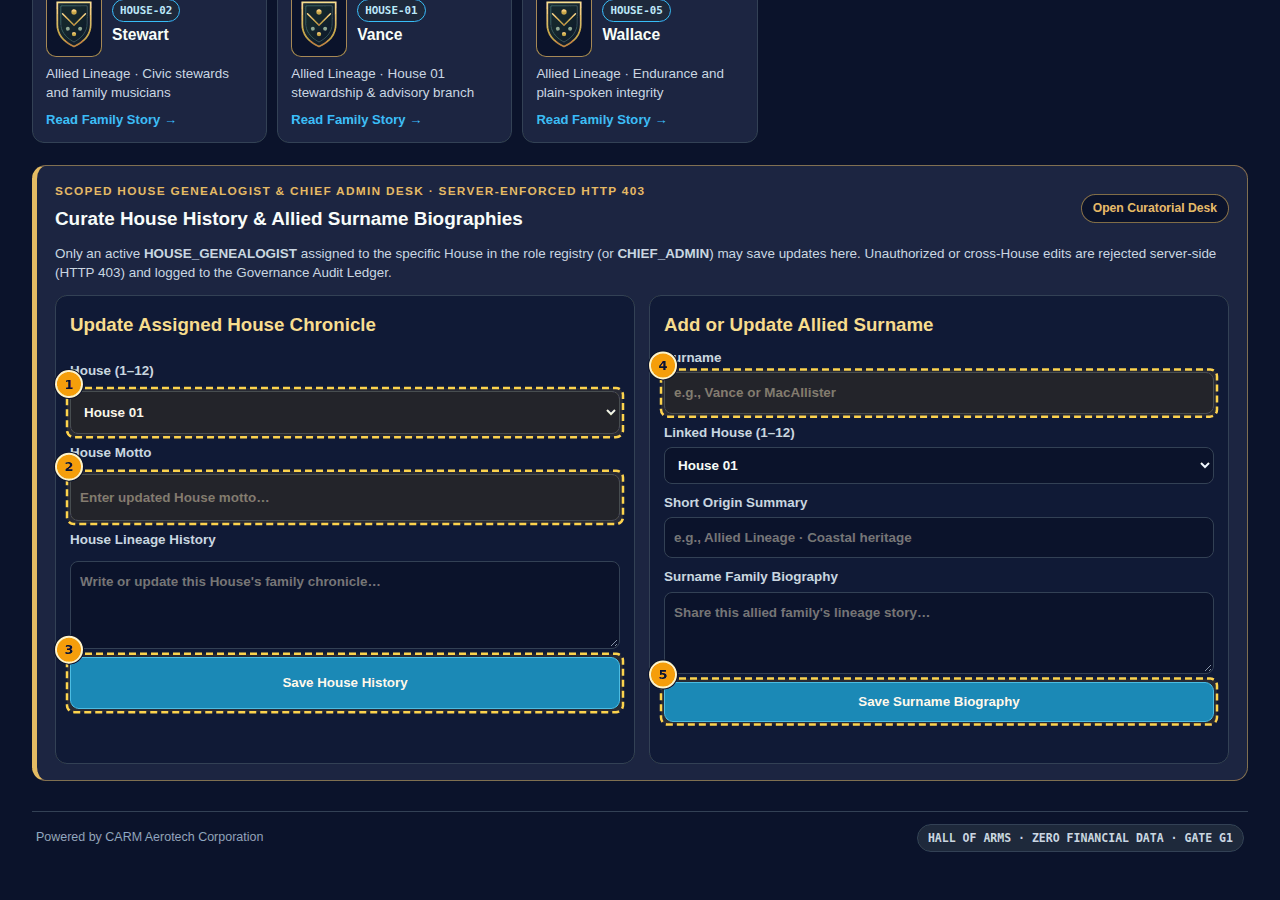 HOUSE-02
Stewart
Allied Lineage · Civic stewards
and family musicians
Read Family Story →
HOUSE-01
Vance
Allied Lineage · House 01
stewardship & advisory branch
Read Family Story →
HOUSE-05
Wallace
Allied Lineage · Endurance and
plain-spoken integrity
Read Family Story →
SCOPED HOUSE GENEALOGIST & CHIEF ADMIN DESK · SERVER-ENFORCED HTTP 403
Curate House History & Allied Surname Biographies
Open Curatorial Desk
Only an active HOUSE_GENEALOGIST assigned to the specific House in the role registry (or CHIEF_ADMIN) may save updates here. Unauthorized or cross-House edits are rejected server-side
(HTTP 403) and logged to the Governance Audit Ledger.
Update Assigned House Chronicle
House (1–12)
1
House 01
House Motto
2
Enter updated House motto…
House Lineage History
Write or update this House's family chronicle…
3
Save House History
Add or Update Allied Surname
Surname
4
e.g., Vance or MacAllister
Linked House (1–12)
House 01
Short Origin Summary
e.g., Allied Lineage · Coastal heritage
Surname Family Biography
Share this allied family's lineage story…
5
Save Surname Biography
Powered by CARM Aerotech Corporation
HALL OF ARMS · ZERO FINANCIAL DATA · GATE G1